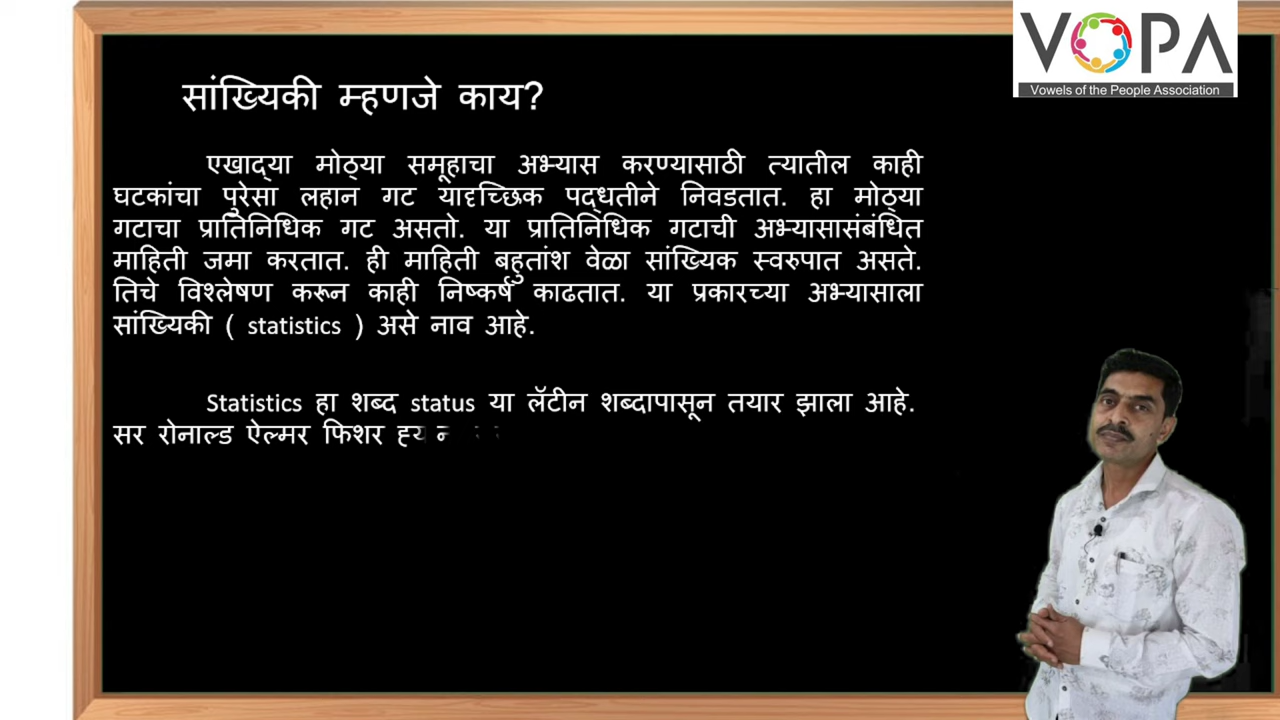 VOPA
Vowels of the People Association
सांख्यिकी म्हणजे काय?
एखाद्या मोठ्या समूहाचा अभ्यास करण्यासाठी त्यातील काही
घटकांचा पुरेसा लहान गट यादृच्छिक पद्धतीने निवडतात. हा मोठ्या
गटाचा प्रातिनिधिक गट असतो. या प्रातिनिधिक गटाची अभ्यासासंबंधित
माहिती जमा करतात. ही माहिती बहुतांश वेळा सांख्यिक स्वरुपात असते.
तिचे विश्लेषण करून काही निष्कर्ष काढतात. या प्रकारच्या अभ्यासाला
सांख्यिकी ( statistics ) असे नाव आहे.
Statistics हा शब्द status या लॅटीन शब्दापासून तयार झाला आहे.
सर रोनाल्ड ऐल्मर फिशर